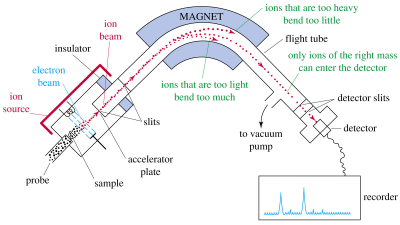 MAGNET
ions that are too heavy
bend too little
ion
beam
flight tube
insulator
only ions of the right mass
can enter the detector
electron
beam
ions that are too light
bend too much
ion
source
detector slits
slits
to vacuum
pump
detector
accelerator
plate
probe
sample
recorder